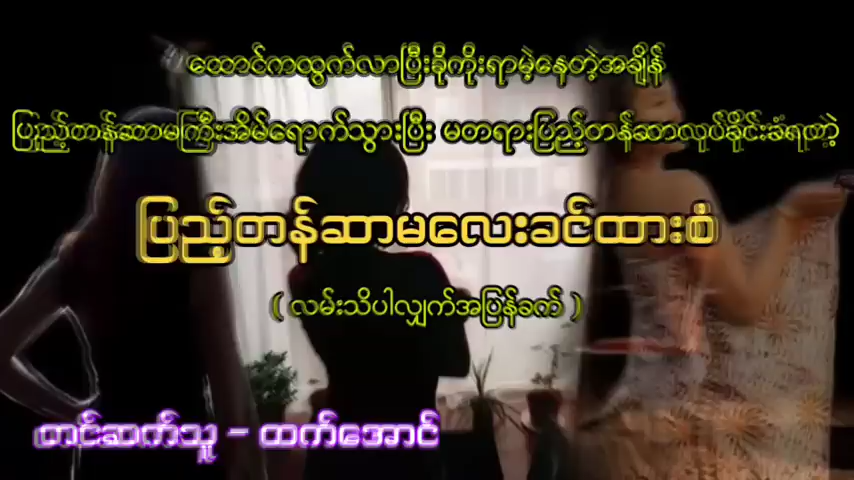 ထောင်ကထွက်လာပြီးခိုကိုးရာမဲ့နေတဲ့အချိန်
ပြည့်တန်ဆာမကြီးအိမ်ရောက်သွားပြီး မတရားပြည့်တန်ဆာလုပ်ခိုင်းခံရတဲ့
ပြည့်တန်ဆာမလေးခင်ထားစံ
( လမ်းသိပါလျှက်အပြန်ခက် )
တင်ဆက်သူ - ထက်အောင်